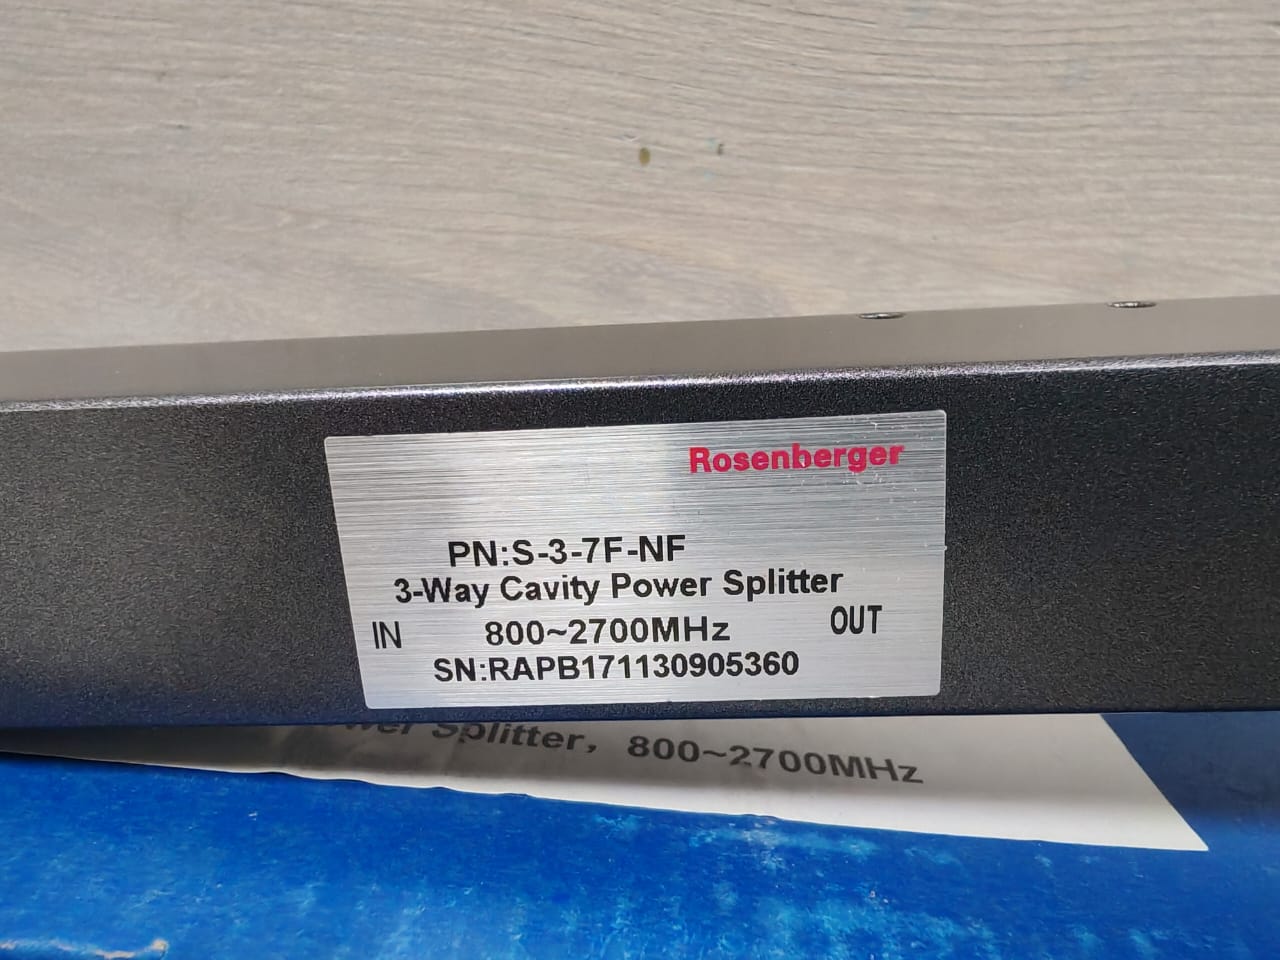 Rosenberger
PN:S-3-7F-NF
3-Way Cavity Power Splitter
IN 800~2700MHz OUT
SN:RAPB171130905360
Splitter, 800~2700MHz